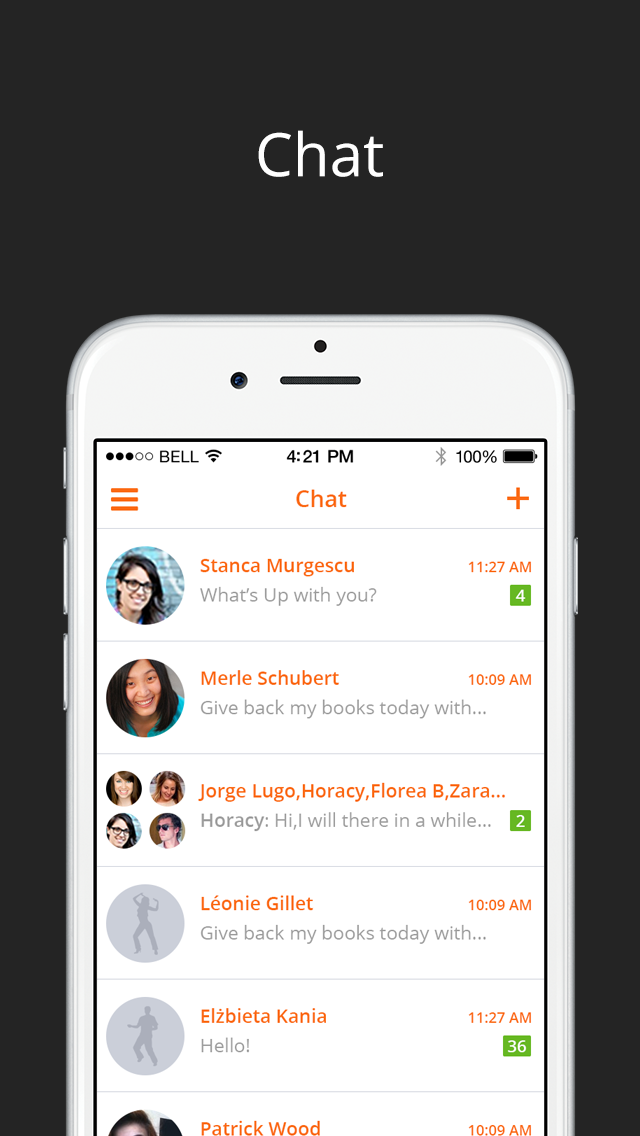 Chat
BELL 4:21 PM 100%
Chat
Stanca Murgescu 11:27 AM
What's Up with you? 4
Merle Schubert 10:09 AM
Give back my books today with...
Jorge Lugo,Horacy,Florea B,Zara...
Horacy: Hi,I will there in a while... 2
Léonie Gillet 10:09 AM
Give back my books today with...
Elżbieta Kania 11:27 AM
Hello! 36
Patrick Wood 10:09 AM